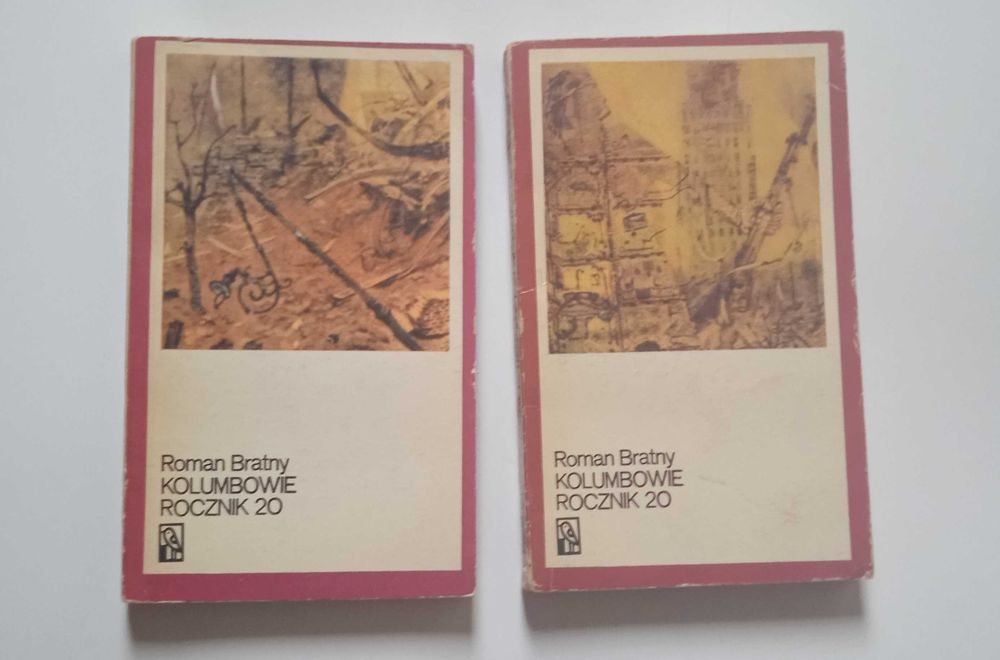 Roman Bratny
KOLUMBOWIE
ROCZNIK 20
Roman Bratny
KOLUMBOWIE
ROCZNIK 20